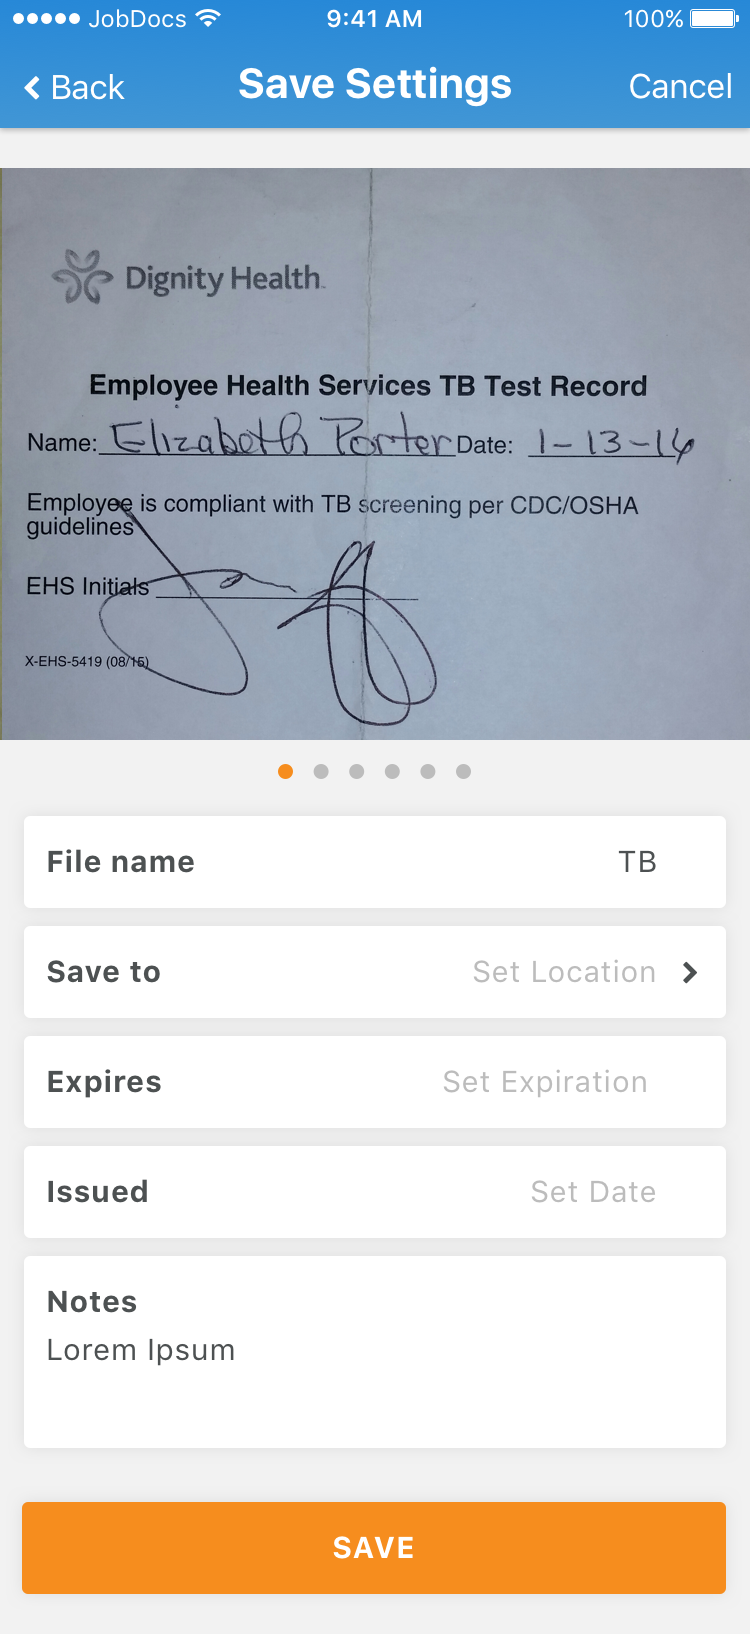 JobDocs 9:41 AM 100%
Back Save Settings Cancel
Dignity Health
Employee Health Services TB Test Record
Name: Elizabeth Porter Date: 1-13-16
Employee is compliant with TB screening per CDC/OSHA
guidelines
EHS Initials
X-EHS-5419 (08/15)
File name TB
Save to Set Location
Expires Set Expiration
Issued Set Date
Notes
Lorem Ipsum
SAVE